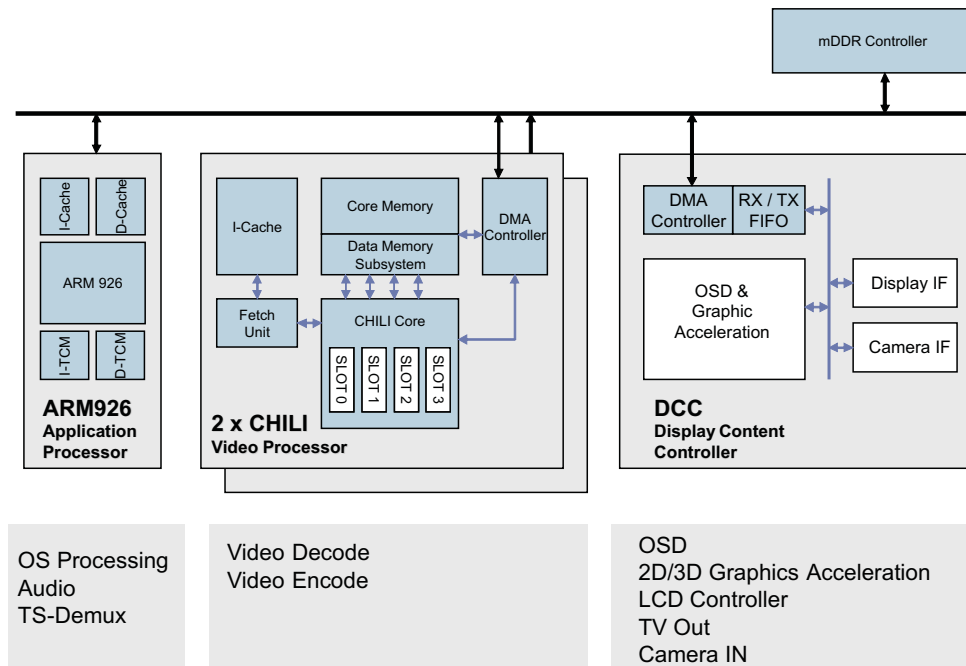 mDDR Controller
I-Cache
D-Cache
ARM 926
I-TCM
D-TCM
ARM926
Application
Processor
I-Cache
Core Memory
Data Memory
Subsystem
DMA
Controller
Fetch
Unit
CHILI Core
SLOT 0
SLOT 1
SLOT 2
SLOT 3
2 x CHILI
Video Processor
DMA
Controller
RX / TX
FIFO
OSD &
Graphic
Acceleration
Display IF
Camera IF
DCC
Display Content
Controller
OS Processing
Audio
TS-Demux
Video Decode
Video Encode
OSD
2D/3D Graphics Acceleration
LCD Controller
TV Out
Camera IN